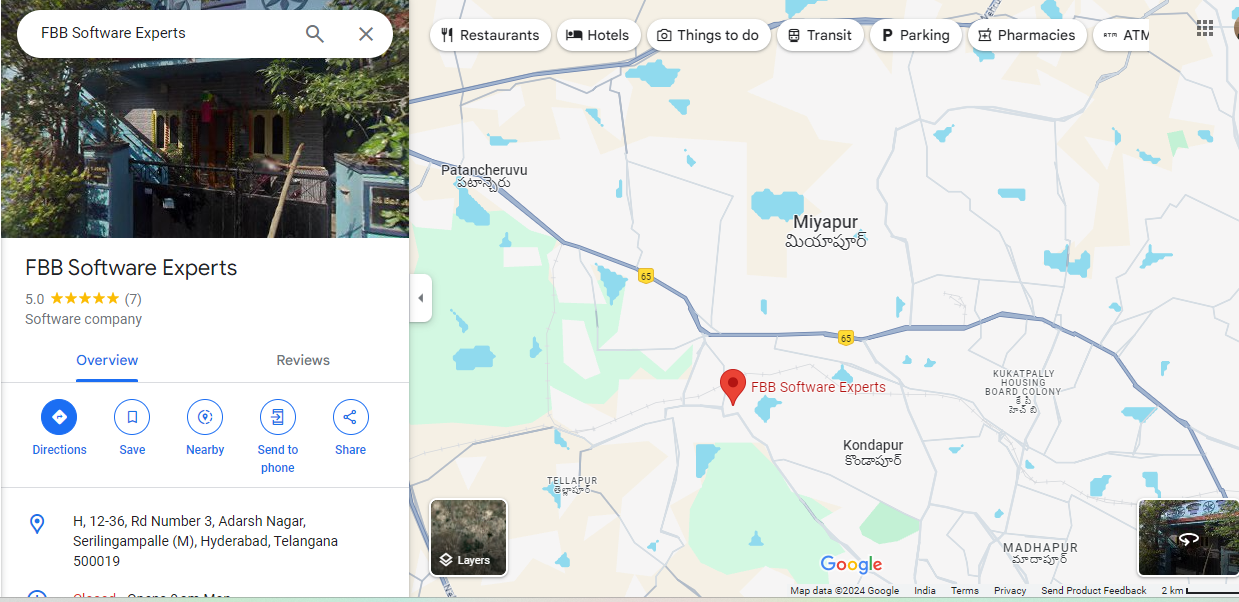 FBB Software Experts
Restaurants
Hotels
Things to do
Transit
Parking
Pharmacies
ATM
FBB Software Experts
5.0 (7)
Software company
Overview
Reviews
Directions
Save
Nearby
Send to
phone
Share
H, 12-36, Rd Number 3, Adarsh Nagar,
Serilingampalle (M), Hyderabad, Telangana
500019
Patancheruvu
పటాన్చెరు
Miyapur
మియాపూర్
65
65
FBB Software Experts
KUKATPALLY
HOUSING
BOARD COLONY
కే పి
హెచ్ బి
Kondapur
కొండాపూర్
TELLAPUR
తెల్లాపూర్
MADHAPUR
మాదాపూర్
Layers
Google
Map data ©2024 Google India Terms Privacy Send Product Feedback 2 km